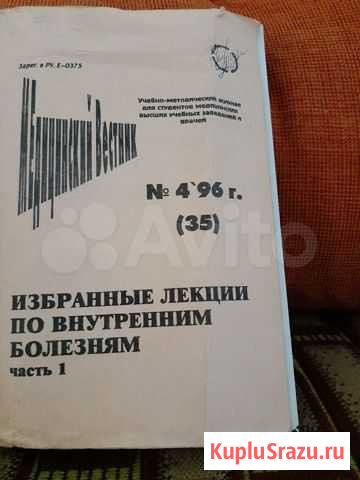 Зарег. в РУ. Е-0375
Медицинский Вестник
Учебно-методический журнал
для студентов медицинских
высших учебных заведений и
врачей
№ 4'96 г.
(35)
Avito
ИЗБРАННЫЕ ЛЕКЦИИ
ПО ВНУТРЕННИМ
БОЛЕЗНЯМ
часть 1
KupluSrazu.ru